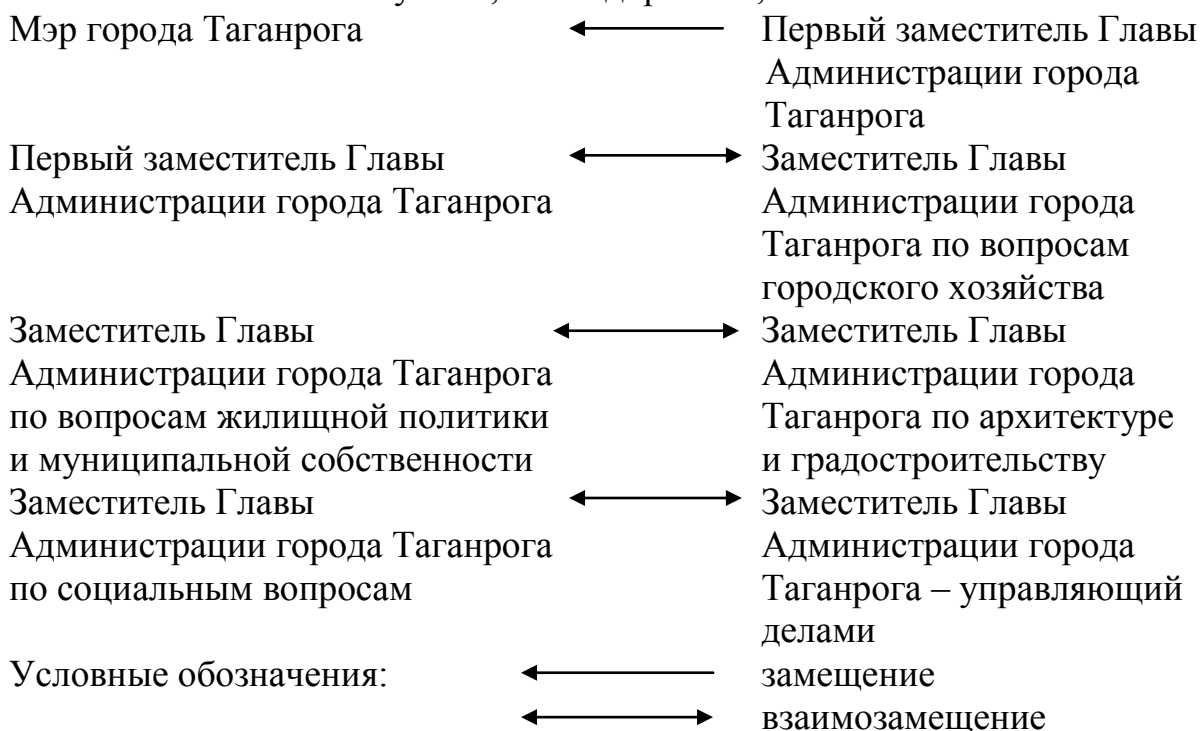 Мэр города Таганрога Первый заместитель Главы
Администрации города
Таганрога
Первый заместитель Главы Заместитель Главы
Администрации города Таганрога Администрации города
Таганрога по вопросам
городского хозяйства
Заместитель Главы Заместитель Главы
Администрации города Таганрога Администрации города
по вопросам жилищной политики Таганрога по архитектуре
и муниципальной собственности и градостроительству
Заместитель Главы Заместитель Главы
Администрации города Таганрога Администрации города
по социальным вопросам Таганрога – управляющий
делами
Условные обозначения: замещение
взаимозамещение